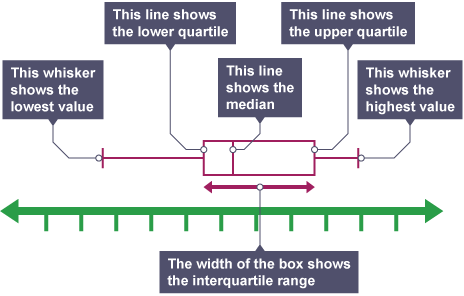 This line shows
the lower quartile
This line shows
the upper quartile
This whisker
shows the
lowest value
This line
shows the
median
This whisker
shows the
highest value
The width of the box shows
the interquartile range